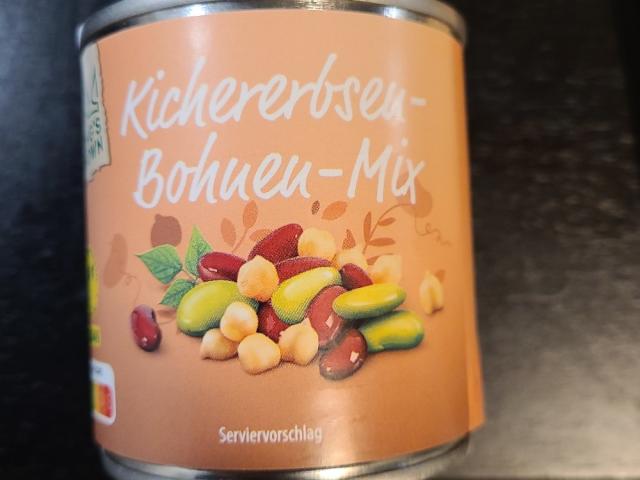 Kichererbsen-
Bohnen-Mix
Serviervorschlag